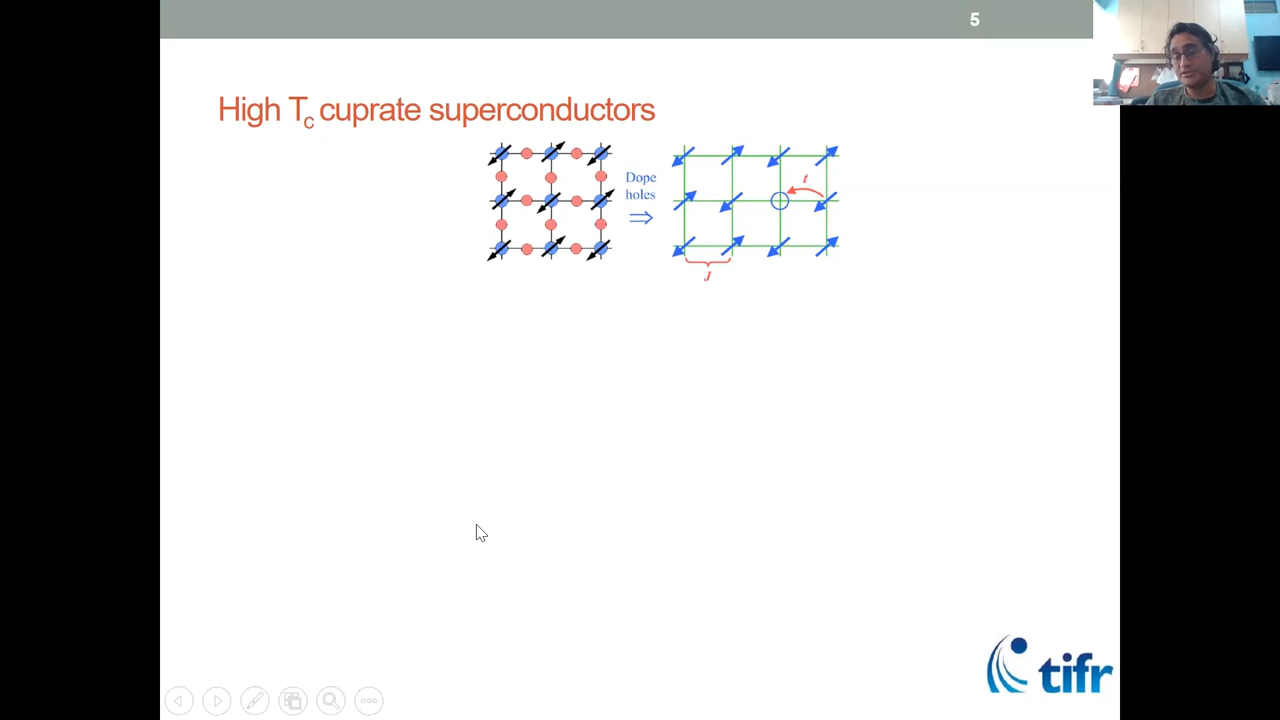 5
High Tc cuprate superconductors
Dope
holes
⇒
t
J
tifr